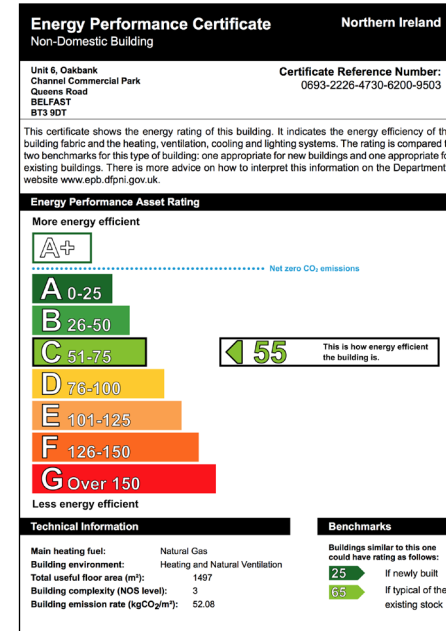 Energy Performance Certificate
Northern Ireland
Non-Domestic Building
Unit 6, Oakbank
Channel Commercial Park
Queens Road
BELFAST
BT3 9DT
Certificate Reference Number:
0693-2226-4730-6200-9503
This certificate shows the energy rating of this building. It indicates the energy efficiency of th
building fabric and the heating, ventilation, cooling and lighting systems. The rating is compared t
two benchmarks for this type of building: one appropriate for new buildings and one appropriate fo
existing buildings. There is more advice on how to interpret this information on the Department
website www.epb.dfpni.gov.uk.
Energy Performance Asset Rating
More energy efficient
A+
Net zero CO₂ emissions
A 0-25
B 26-50
C 51-75
55
This is how energy efficient
the building is.
D 76-100
E 101-125
F 126-150
G Over 150
Less energy efficient
Technical Information
Main heating fuel: Natural Gas
Building environment: Heating and Natural Ventilation
Total useful floor area (m²): 1497
Building complexity (NOS level): 3
Building emission rate (kgCO₂/m²): 52.08
Benchmarks
Buildings similar to this one
could have rating as follows:
25 If newly built
65 If typical of the
existing stock